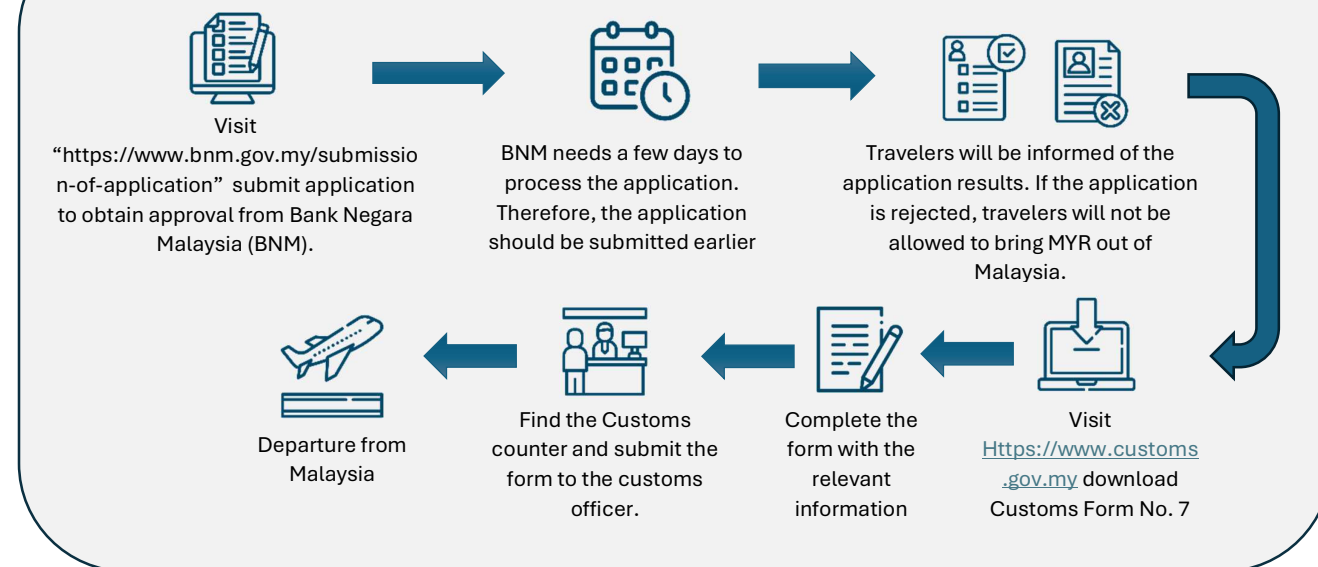 Visit
“https://www.bnm.gov.my/submissio
n-of-application” submit application
to obtain approval from Bank Negara
Malaysia (BNM).
BNM needs a few days to
process the application.
Therefore, the application
should be submitted earlier
Travelers will be informed of the
application results. If the application
is rejected, travelers will not be
allowed to bring MYR out of
Malaysia.
Visit
Https://www.customs
.gov.my download
Customs Form No. 7
Complete the
form with the
relevant
information
Find the Customs
counter and submit the
form to the customs
officer.
Departure from
Malaysia